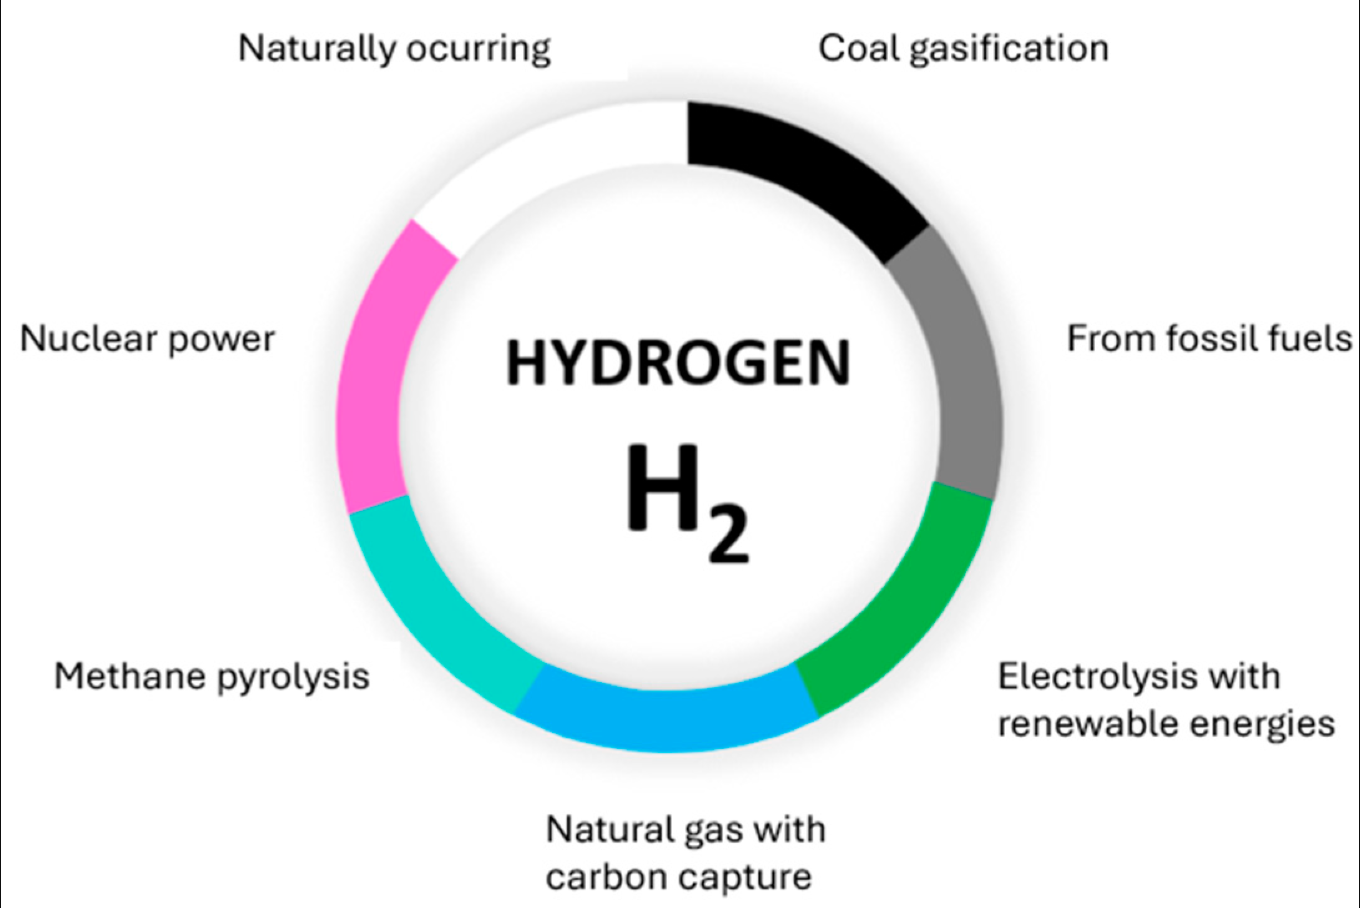 Naturally ocurring
Coal gasification
Nuclear power
HYDROGEN
H₂
From fossil fuels
Methane pyrolysis
Electrolysis with
renewable energies
Natural gas with
carbon capture